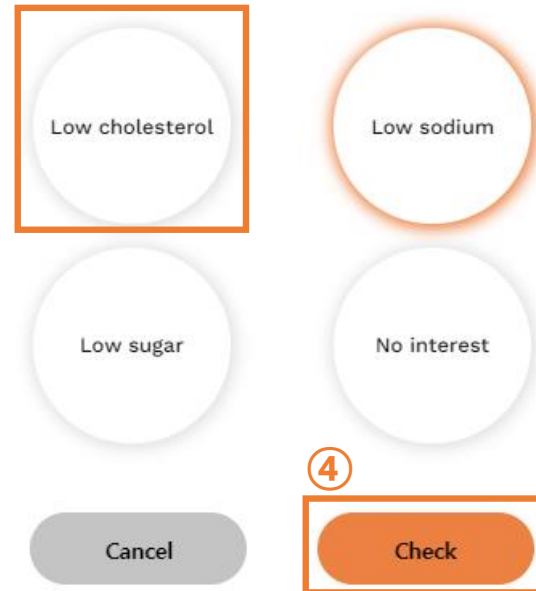 Low cholesterol
Low sodium
Low sugar
No interest
④
Cancel
Check